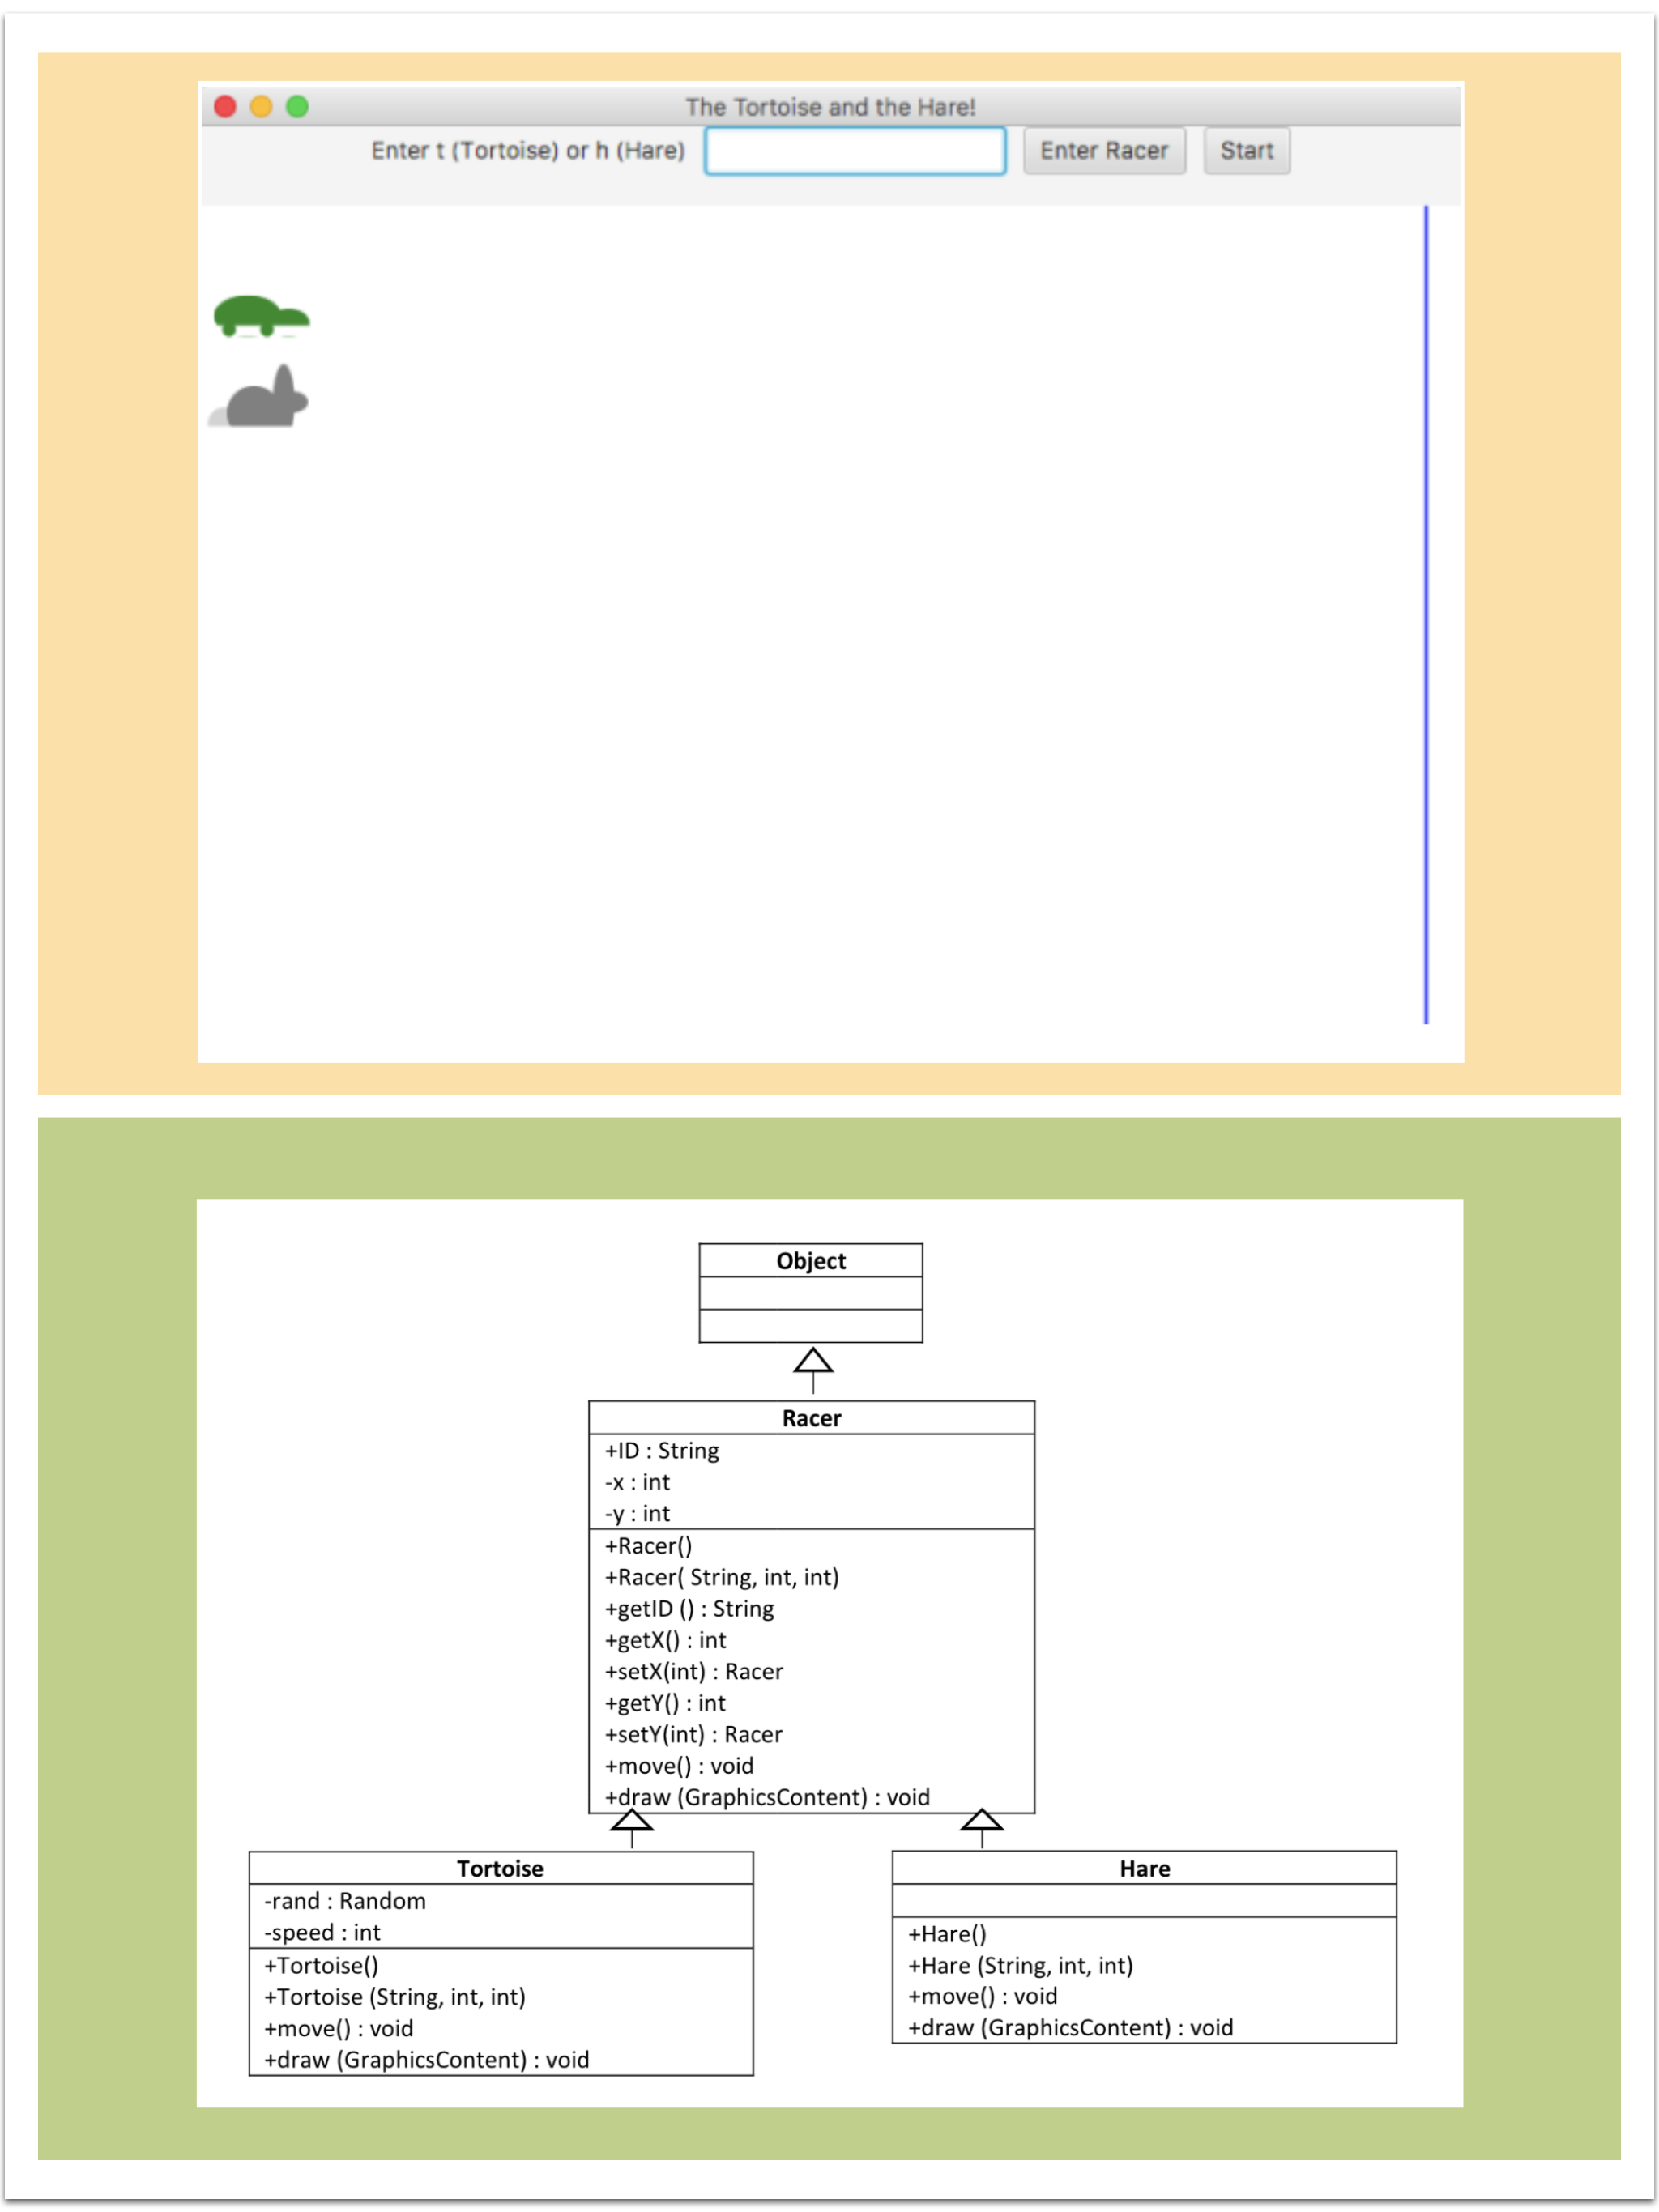 The Tortoise and the Hare!
Enter t (Tortoise) or h (Hare) Enter Racer Start
Object
Racer
+ID : String
-x : int
-y : int
+Racer()
+Racer( String, int, int)
+getID () : String
+getX() : int
+setX(int) : Racer
+getY() : int
+setY(int) : Racer
+move() : void
+draw (GraphicsContent) : void
Tortoise
-rand : Random
-speed : int
+Tortoise()
+Tortoise (String, int, int)
+move() : void
+draw (GraphicsContent) : void
Hare
+Hare()
+Hare (String, int, int)
+move() : void
+draw (GraphicsContent) : void